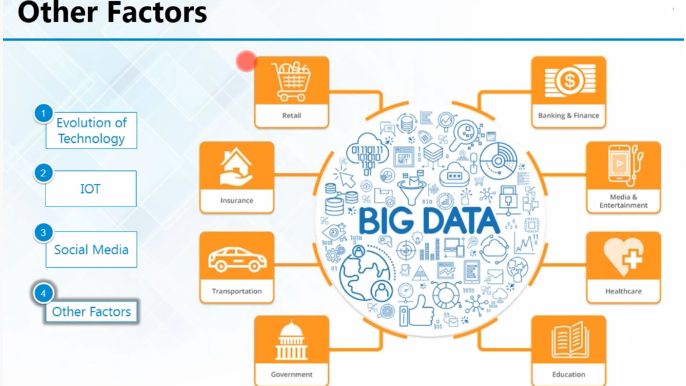 Other Factors
1
Evolution of
Technology
2
IOT
3
Social Media
4
Other Factors
Retail
Insurance
Transportation
Government
BIG DATA
Banking & Finance
Media &
Entertainment
Healthcare
Education